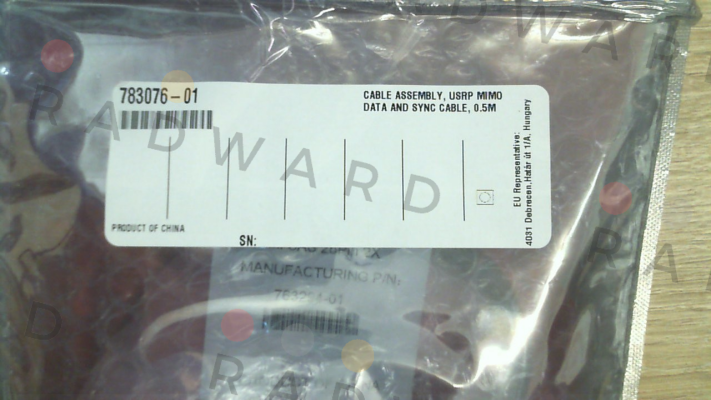 783076-01
CABLE ASSEMBLY, USRP MIMO
DATA AND SYNC CABLE, 0.5M
EU Representative:
4031 Debrecen, Határ út 1/A, Hungary
PRODUCT OF CHINA
SN:
MANUFACTURING P/N:
RADWARD